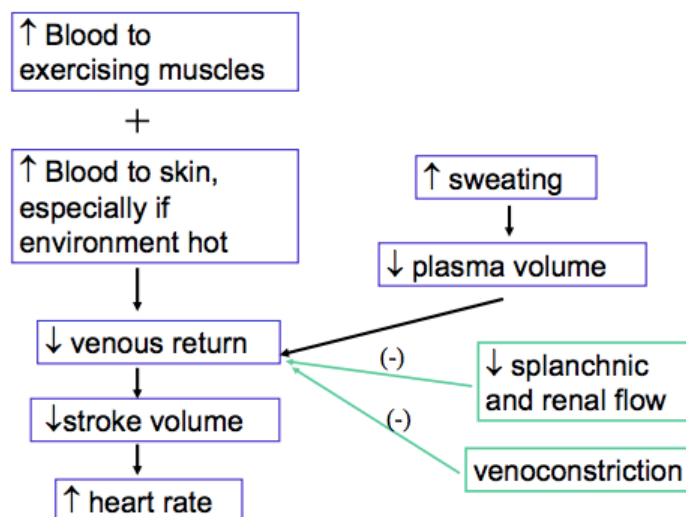 ↑ Blood to
exercising muscles
+
↑ Blood to skin,
especially if
environment hot
↑ sweating
↓ plasma volume
↓ venous return
(-)
↓ splanchnic
and renal flow
↓stroke volume
(-)
venoconstriction
↑ heart rate